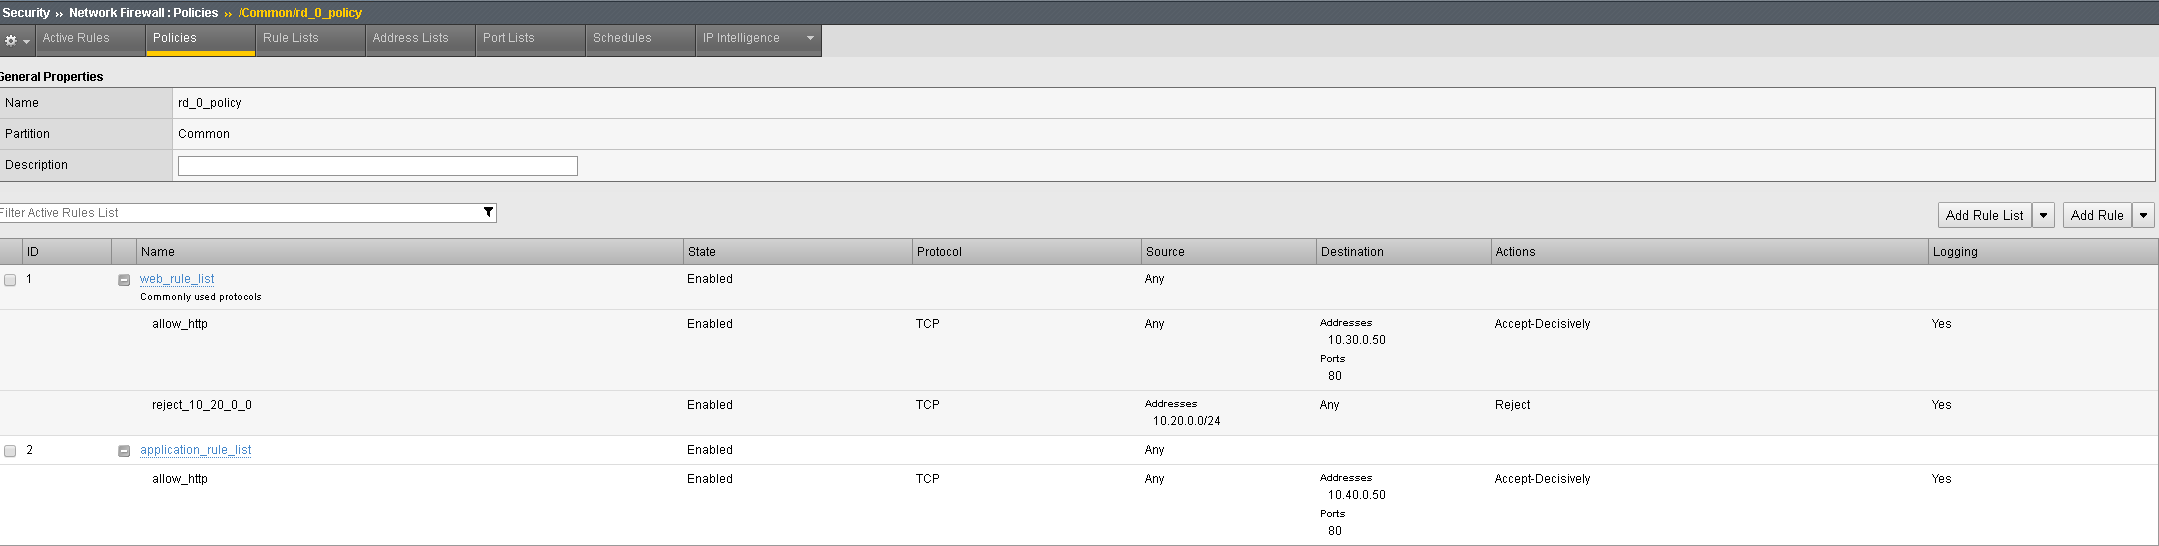 Security ›› Network Firewall : Policies ›› /Common/rd_0_policy
Active Rules Policies Rule Lists Address Lists Port Lists Schedules IP Intelligence
General Properties
Name rd_0_policy
Partition Common
Description
Filter Active Rules List Add Rule List Add Rule
ID Name State Protocol Source Destination Actions Logging
1 web_rule_list Enabled Any
Commonly used protocols
allow_http Enabled TCP Any Addresses Accept-Decisively Yes
10.30.0.50
Ports
80
reject_10_20_0_0 Enabled TCP Addresses Any Reject Yes
10.20.0.0/24
2 application_rule_list Enabled Any
allow_http Enabled TCP Any Addresses Accept-Decisively Yes
10.40.0.50
Ports
80